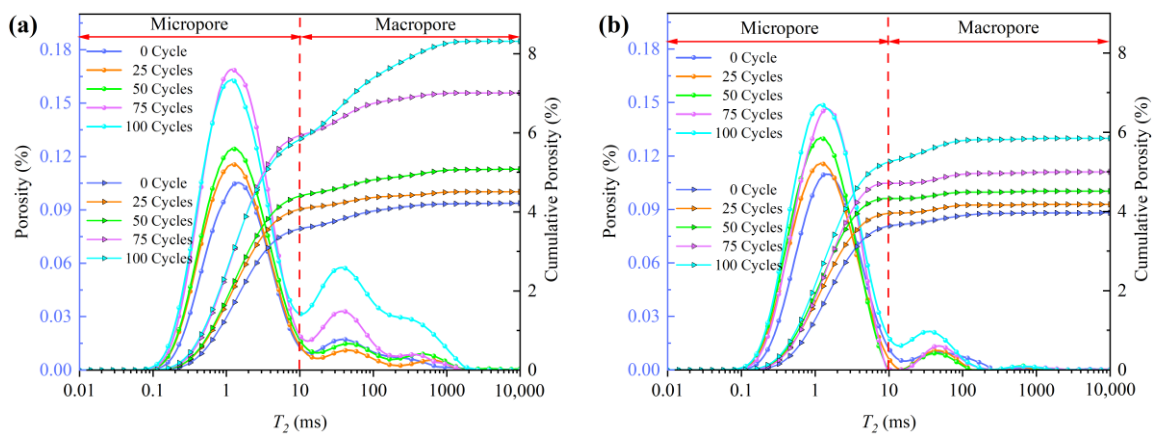 (a)
Micropore
Macropore
0 Cycle
25 Cycles
50 Cycles
75 Cycles
100 Cycles
0 Cycle
25 Cycles
50 Cycles
75 Cycles
100 Cycles
Porosity (%)
0.18
0.15
0.12
0.09
0.06
0.03
0.00
Cumulative Porosity (%)
8
6
4
2
0
0.01 0.1 1 10 100 1000 10,000
T2 (ms)
(b)
Micropore
Macropore
0 Cycle
25 Cycles
50 Cycles
75 Cycles
100 Cycles
0 Cycle
25 Cycles
50 Cycles
75 Cycles
100 Cycles
Porosity (%)
0.18
0.15
0.12
0.09
0.06
0.03
0.00
Cumulative Porosity (%)
8
6
4
2
0
0.01 0.1 1 10 100 1000 10,000
T2 (ms)